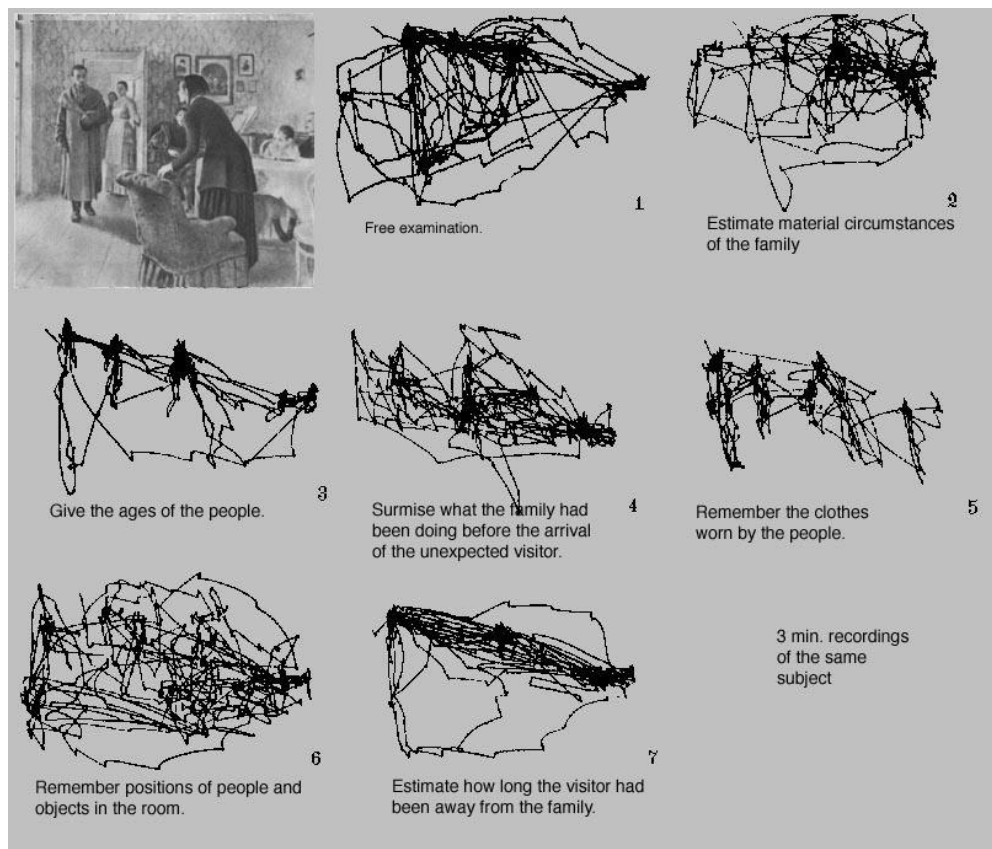 1
Free examination.
2
Estimate material circumstances
of the family
3
Give the ages of the people.
4
Surmise what the family had
been doing before the arrival
of the unexpected visitor.
5
Remember the clothes
worn by the people.
6
Remember positions of people and
objects in the room.
7
Estimate how long the visitor had
been away from the family.
3 min. recordings
of the same
subject